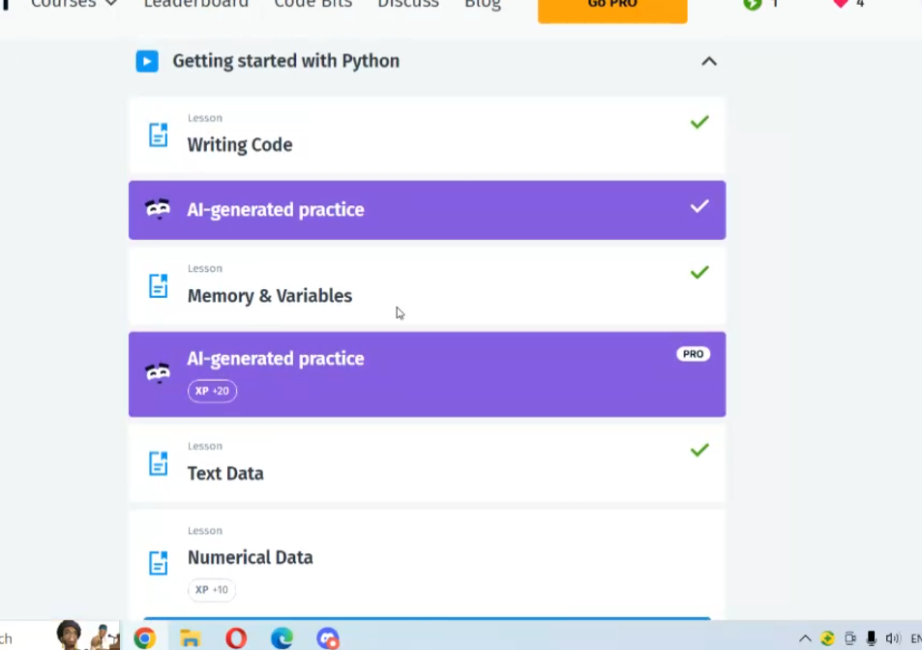 Courses Leaderboard Code Bits Discuss Blog Go PRO 1 4
Getting started with Python
Lesson
Writing Code
AI-generated practice
Lesson
Memory & Variables
AI-generated practice
PRO
XP +20
Lesson
Text Data
Lesson
Numerical Data
XP +10
ch
EN